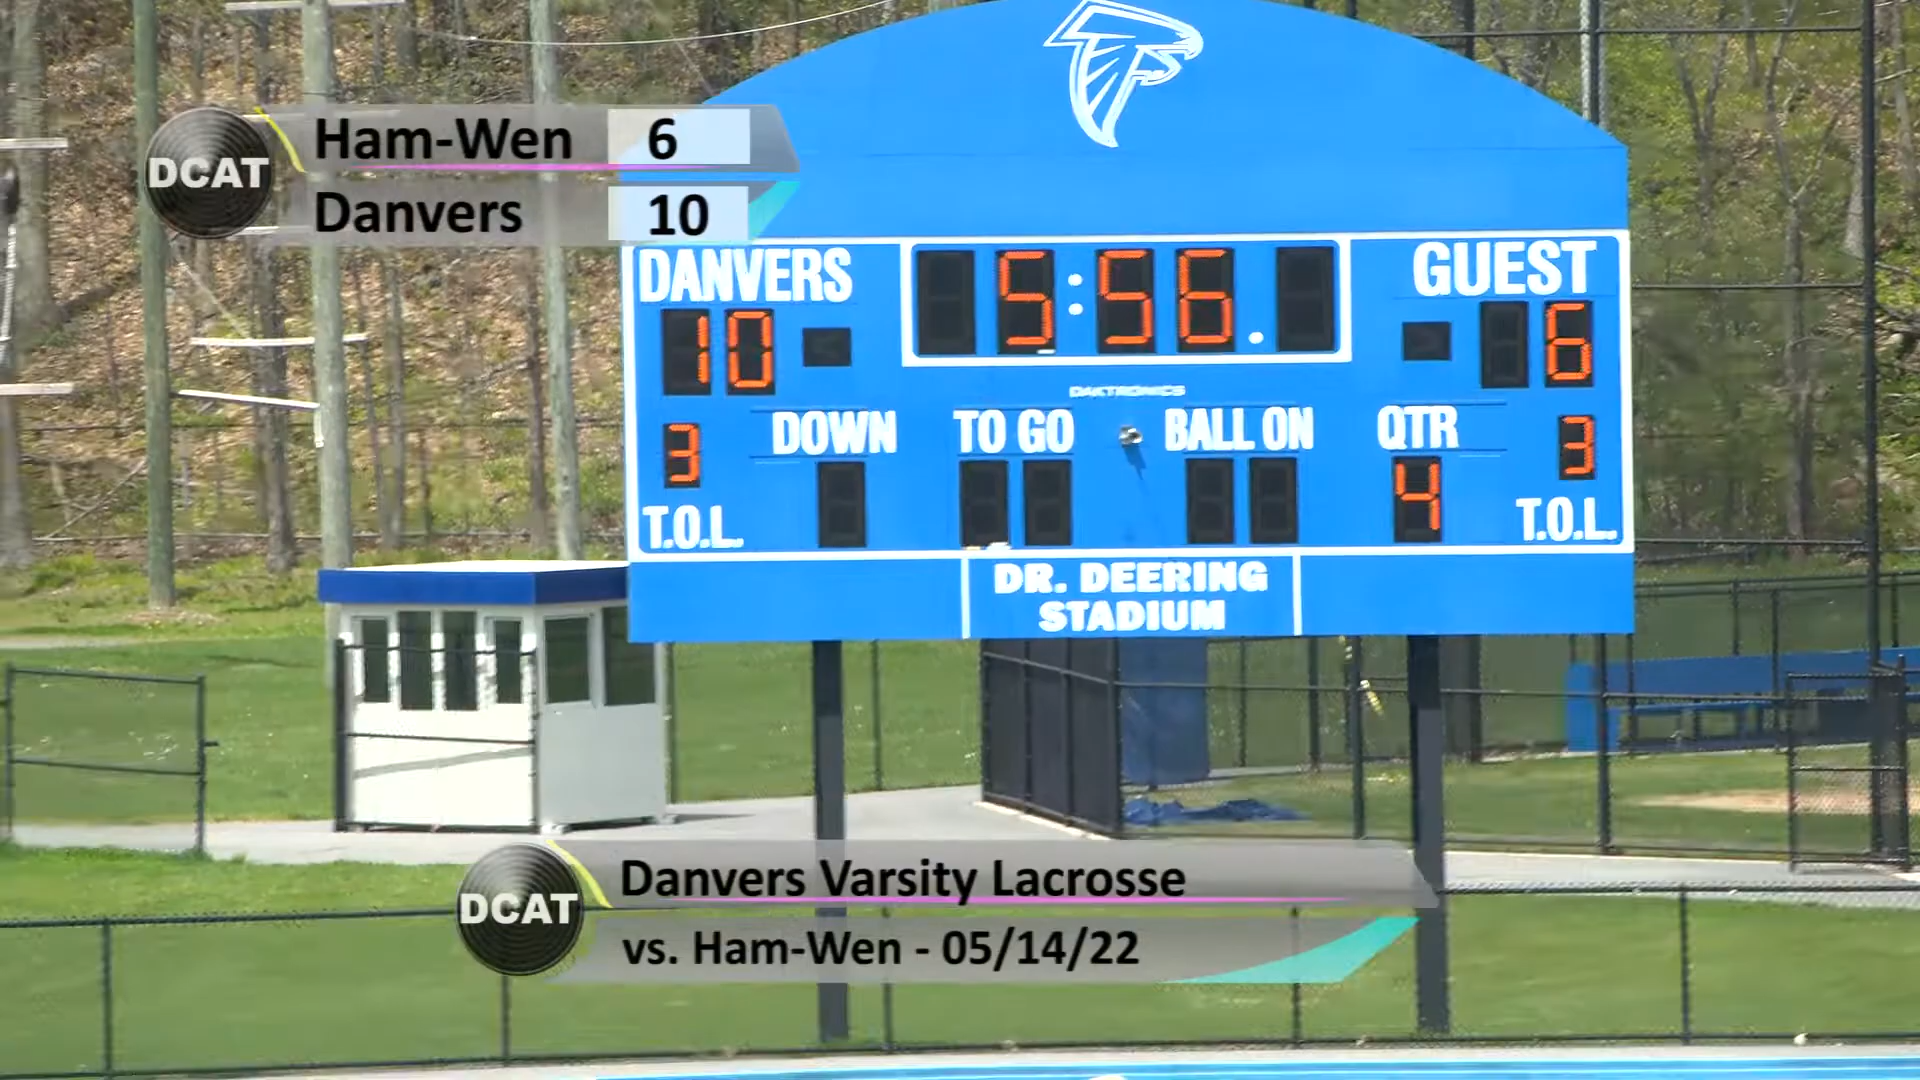 DCAT
Ham-Wen 6
Danvers 10
DANVERS 5:56. GUEST
10 6
DAKTRONICS
3 DOWN TO GO BALL ON QTR 3
4
T.O.L. T.O.L.
DR. DEERING
STADIUM
DCAT
Danvers Varsity Lacrosse
vs. Ham-Wen - 05/14/22